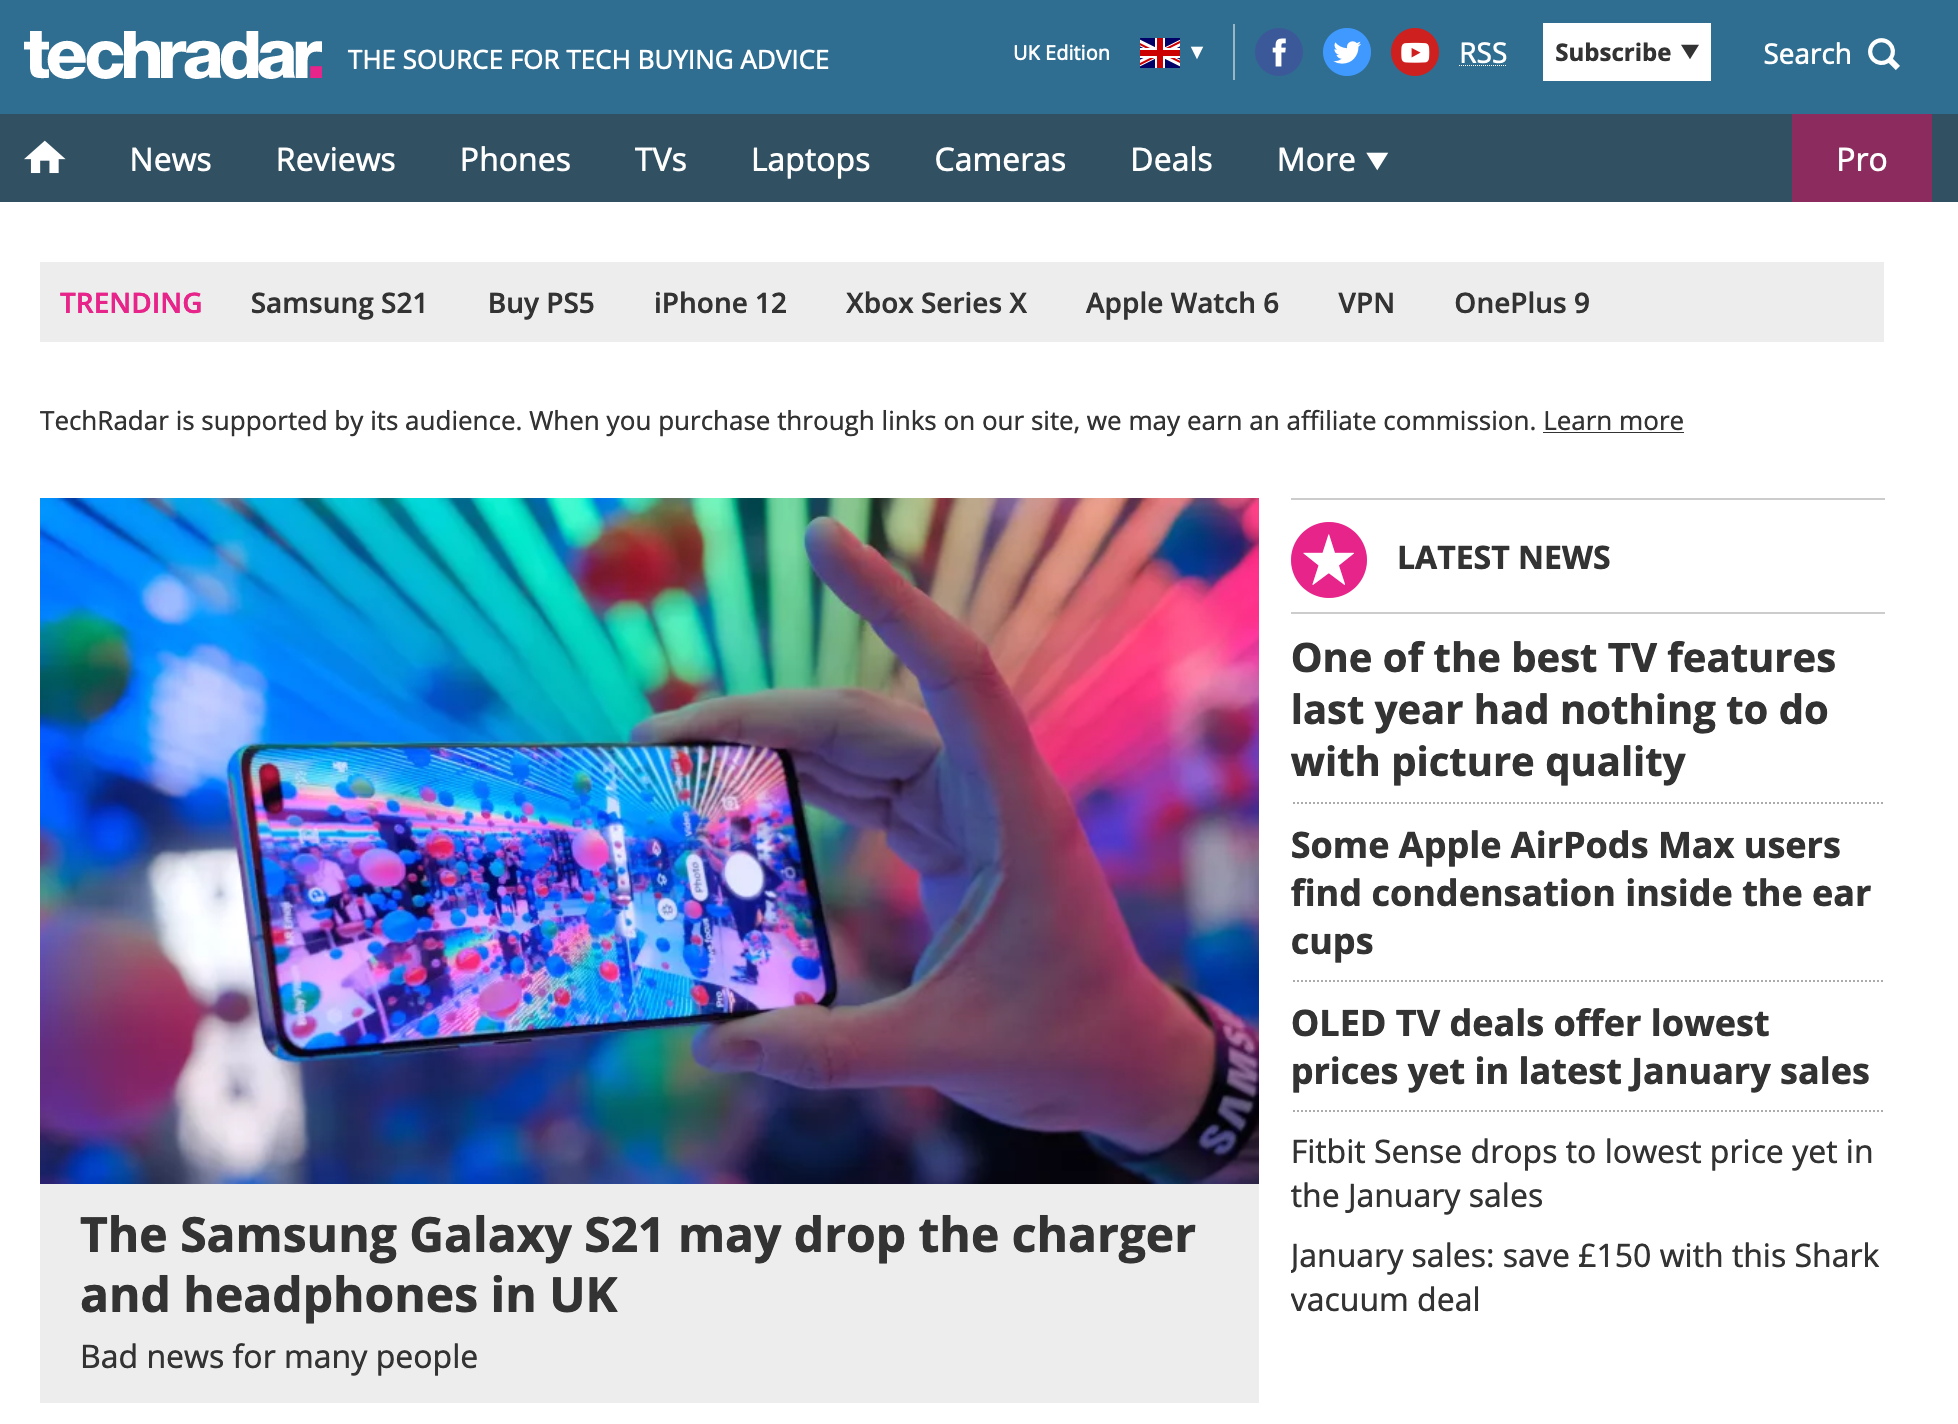 techradar.
THE SOURCE FOR TECH BUYING ADVICE
UK Edition
RSS
Subscribe
Search
News
Reviews
Phones
TVs
Laptops
Cameras
Deals
More
Pro
TRENDING
Samsung S21
Buy PS5
iPhone 12
Xbox Series X
Apple Watch 6
VPN
OnePlus 9
TechRadar is supported by its audience. When you purchase through links on our site, we may earn an affiliate commission. Learn more
Photo
Video
Pro
SAMS
The Samsung Galaxy S21 may drop the charger
and headphones in UK
Bad news for many people
LATEST NEWS
One of the best TV features
last year had nothing to do
with picture quality
Some Apple AirPods Max users
find condensation inside the ear
cups
OLED TV deals offer lowest
prices yet in latest January sales
Fitbit Sense drops to lowest price yet in
the January sales
January sales: save £150 with this Shark
vacuum deal